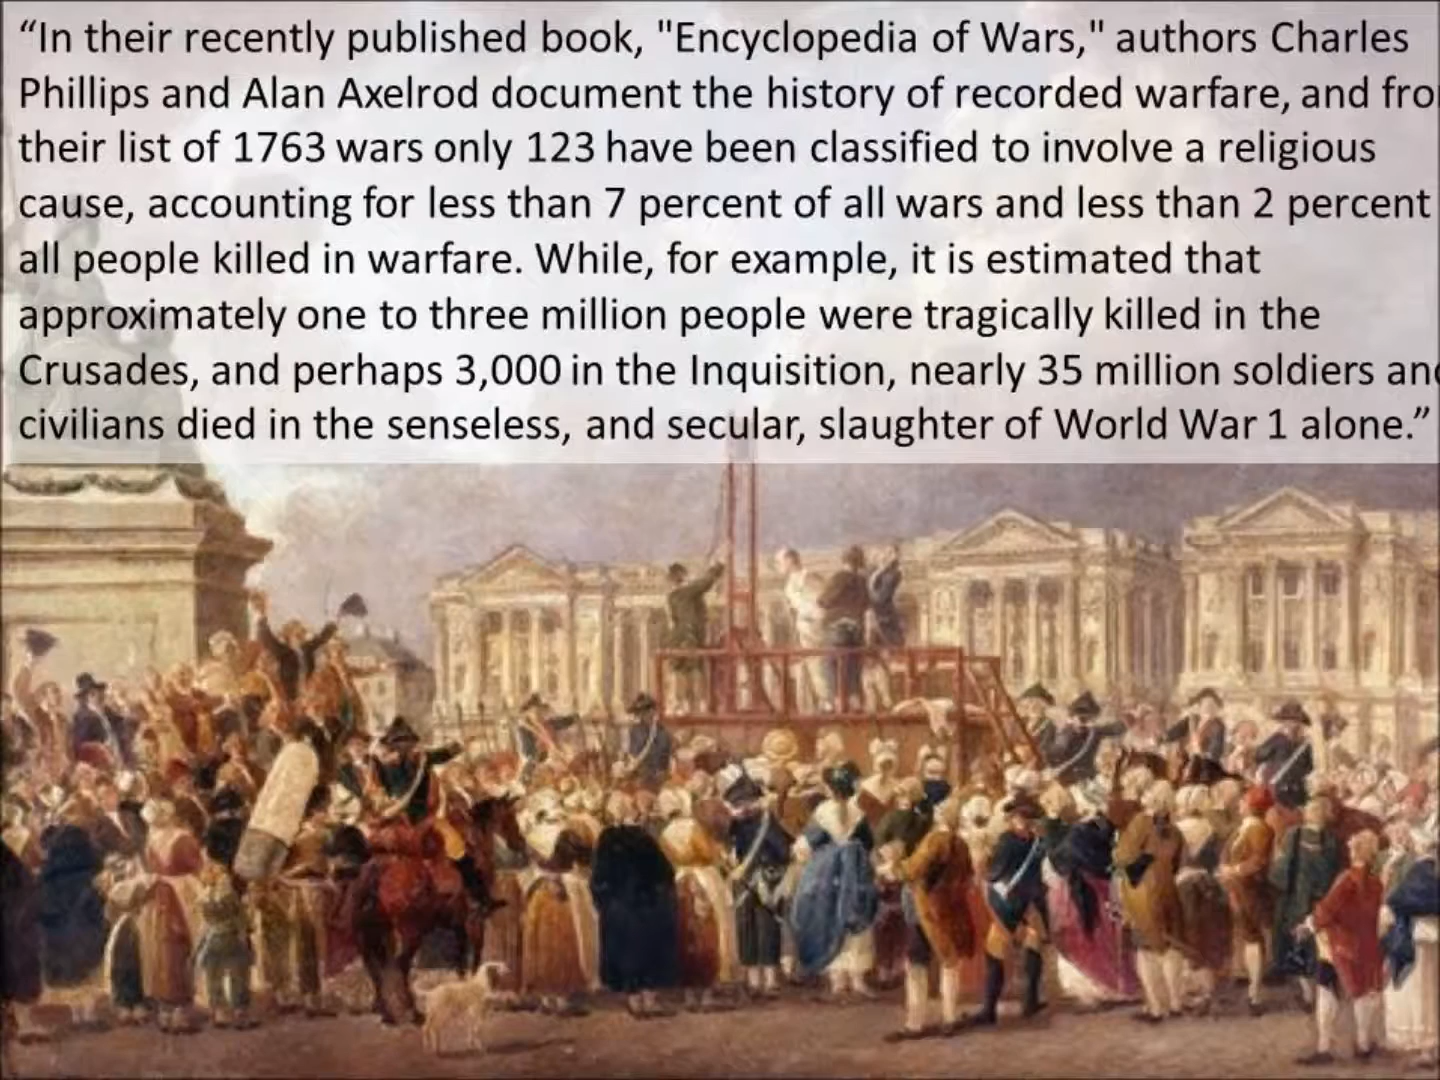 “In their recently published book, "Encyclopedia of Wars," authors Charles
Phillips and Alan Axelrod document the history of recorded warfare, and fro
their list of 1763 wars only 123 have been classified to involve a religious
cause, accounting for less than 7 percent of all wars and less than 2 percent
all people killed in warfare. While, for example, it is estimated that
approximately one to three million people were tragically killed in the
Crusades, and perhaps 3,000 in the Inquisition, nearly 35 million soldiers and
civilians died in the senseless, and secular, slaughter of World War 1 alone.”